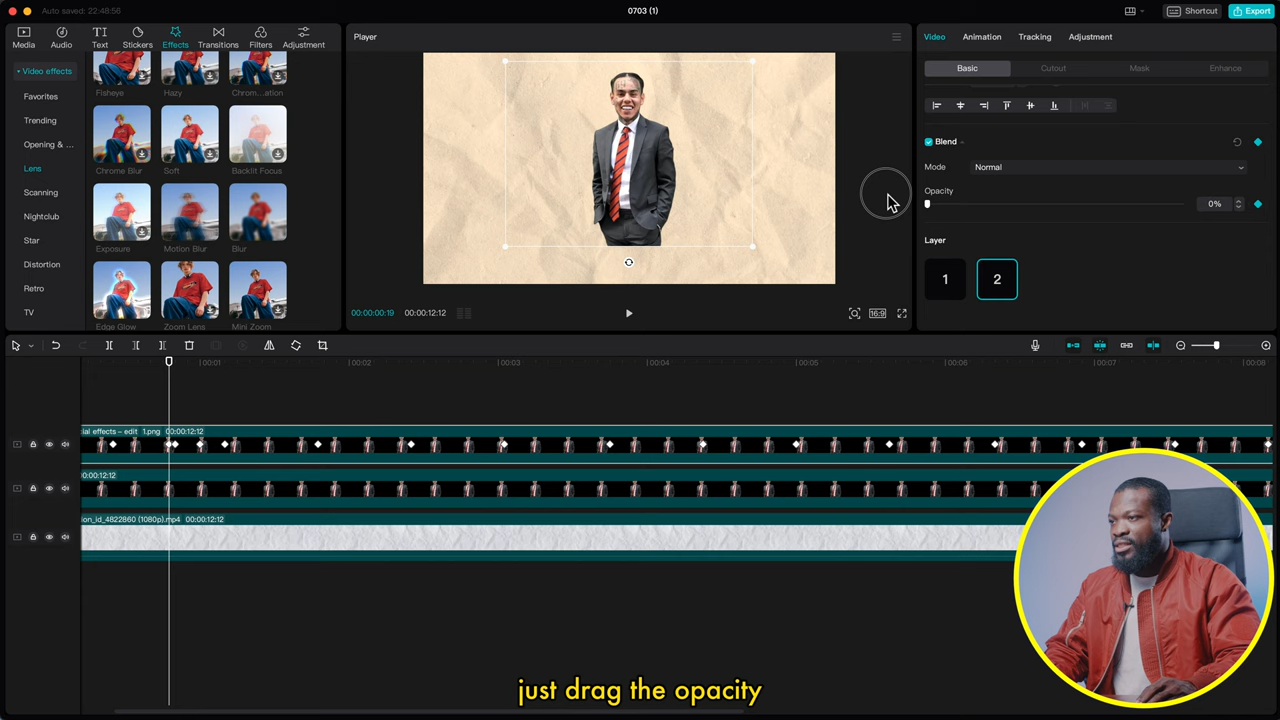 Auto saved: 22:48:56
0703 (1)
Shortcut
Export
Media
Audio
Text
Stickers
Effects
Transitions
Filters
Adjustment
Video effects
Favorites
Trending
Opening & ...
Lens
Scanning
Nightclub
Star
Distortion
Retro
TV
Fisheye
Hazy
Chrom...ation
Chrome Blur
Soft
Backlit Focus
Exposure
Motion Blur
Blur
Edge Glow
Zoom Lens
Mini Zoom
Player
00:00:00:19
00:00:12:12
16:9
Video
Animation
Tracking
Adjustment
Basic
Cutout
Mask
Enhance
Blend
Mode
Normal
Opacity
0%
Layer
1
2
00:01
00:02
00:03
00:04
00:05
00:06
00:07
00:08
ial effects – edit 1.png 00:00:12:12
00:00:12:12
ion_id_4822860 (1080p).mp4 00:00:12:12
just drag the opacity